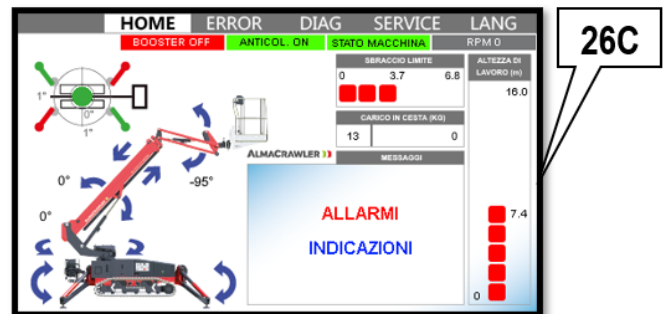 HOME ERROR DIAG SERVICE LANG
BOOSTER OFF ANTICOL. ON STATO MACCHINA RPM 0
26C
SBRACCIO LIMITE
0 3.7 6.8
ALTEZZA DI
LAVORO (m)
16.0
1°
0°
1°
CARICO IN CESTA (KG)
13 0
ALMACRAWLER
MESSAGGI
0°
-95°
0°
ALLARMI
INDICAZIONI
7.4
0